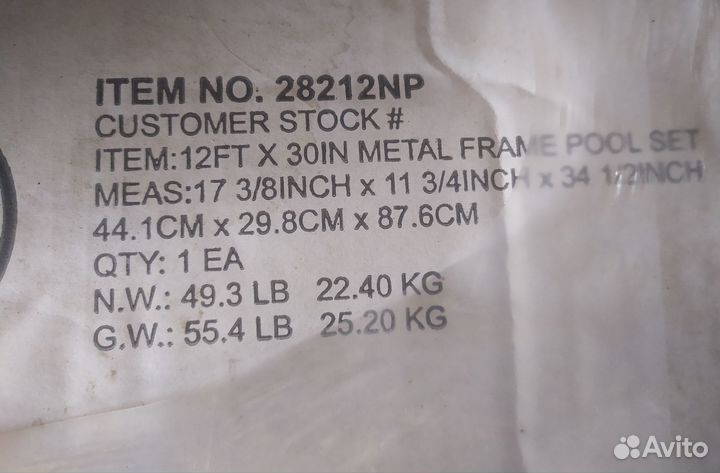 ITEM NO. 28212NP
CUSTOMER STOCK #
ITEM:12FT X 30IN METAL FRAME POOL SET
MEAS:17 3/8INCH x 11 3/4INCH x 34 1/2INCH
44.1CM x 29.8CM x 87.6CM
QTY: 1 EA
N.W.: 49.3 LB 22.40 KG
G.W.: 55.4 LB 25.20 KG
Avito